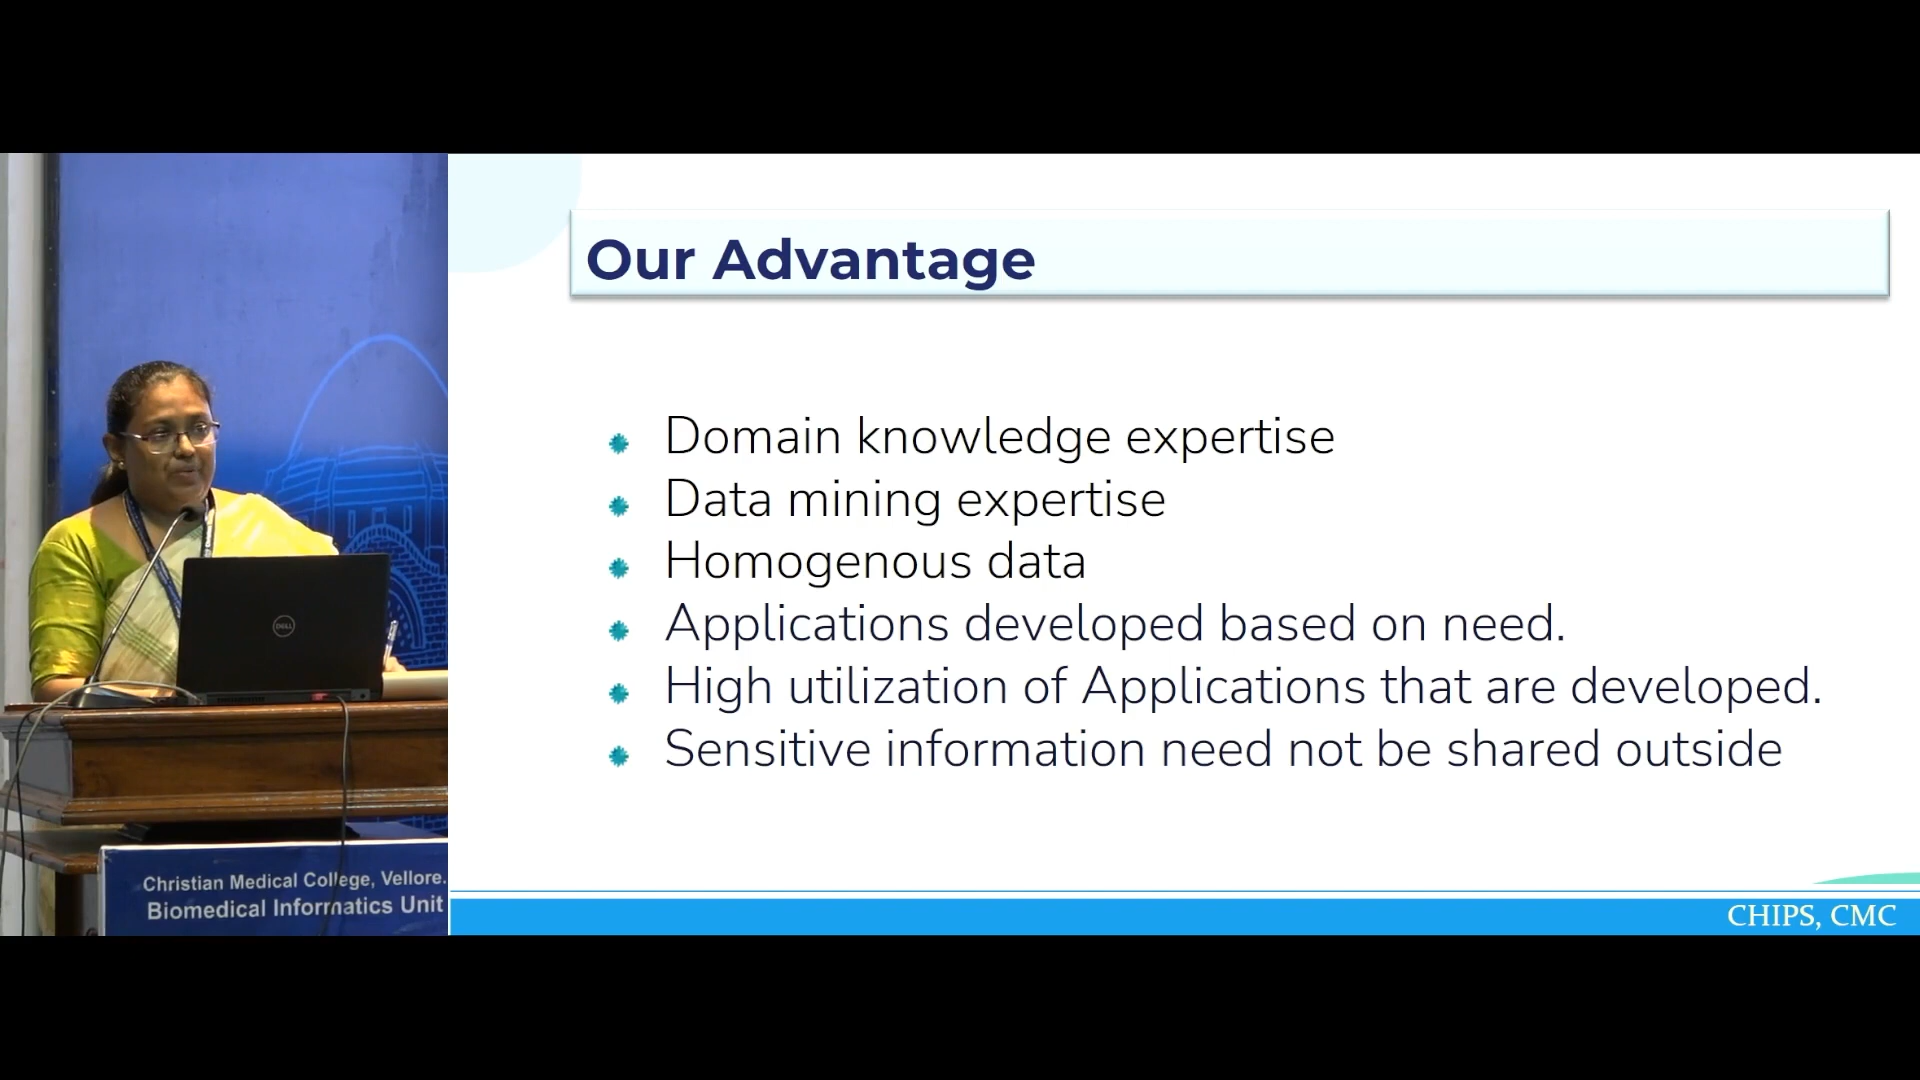 Our Advantage
Domain knowledge expertise
Data mining expertise
Homogenous data
Applications developed based on need.
High utilization of Applications that are developed.
Sensitive information need not be shared outside
CHIPS, CMC
DELL
Christian Medical College, Vellore.
Biomedical Informatics Unit